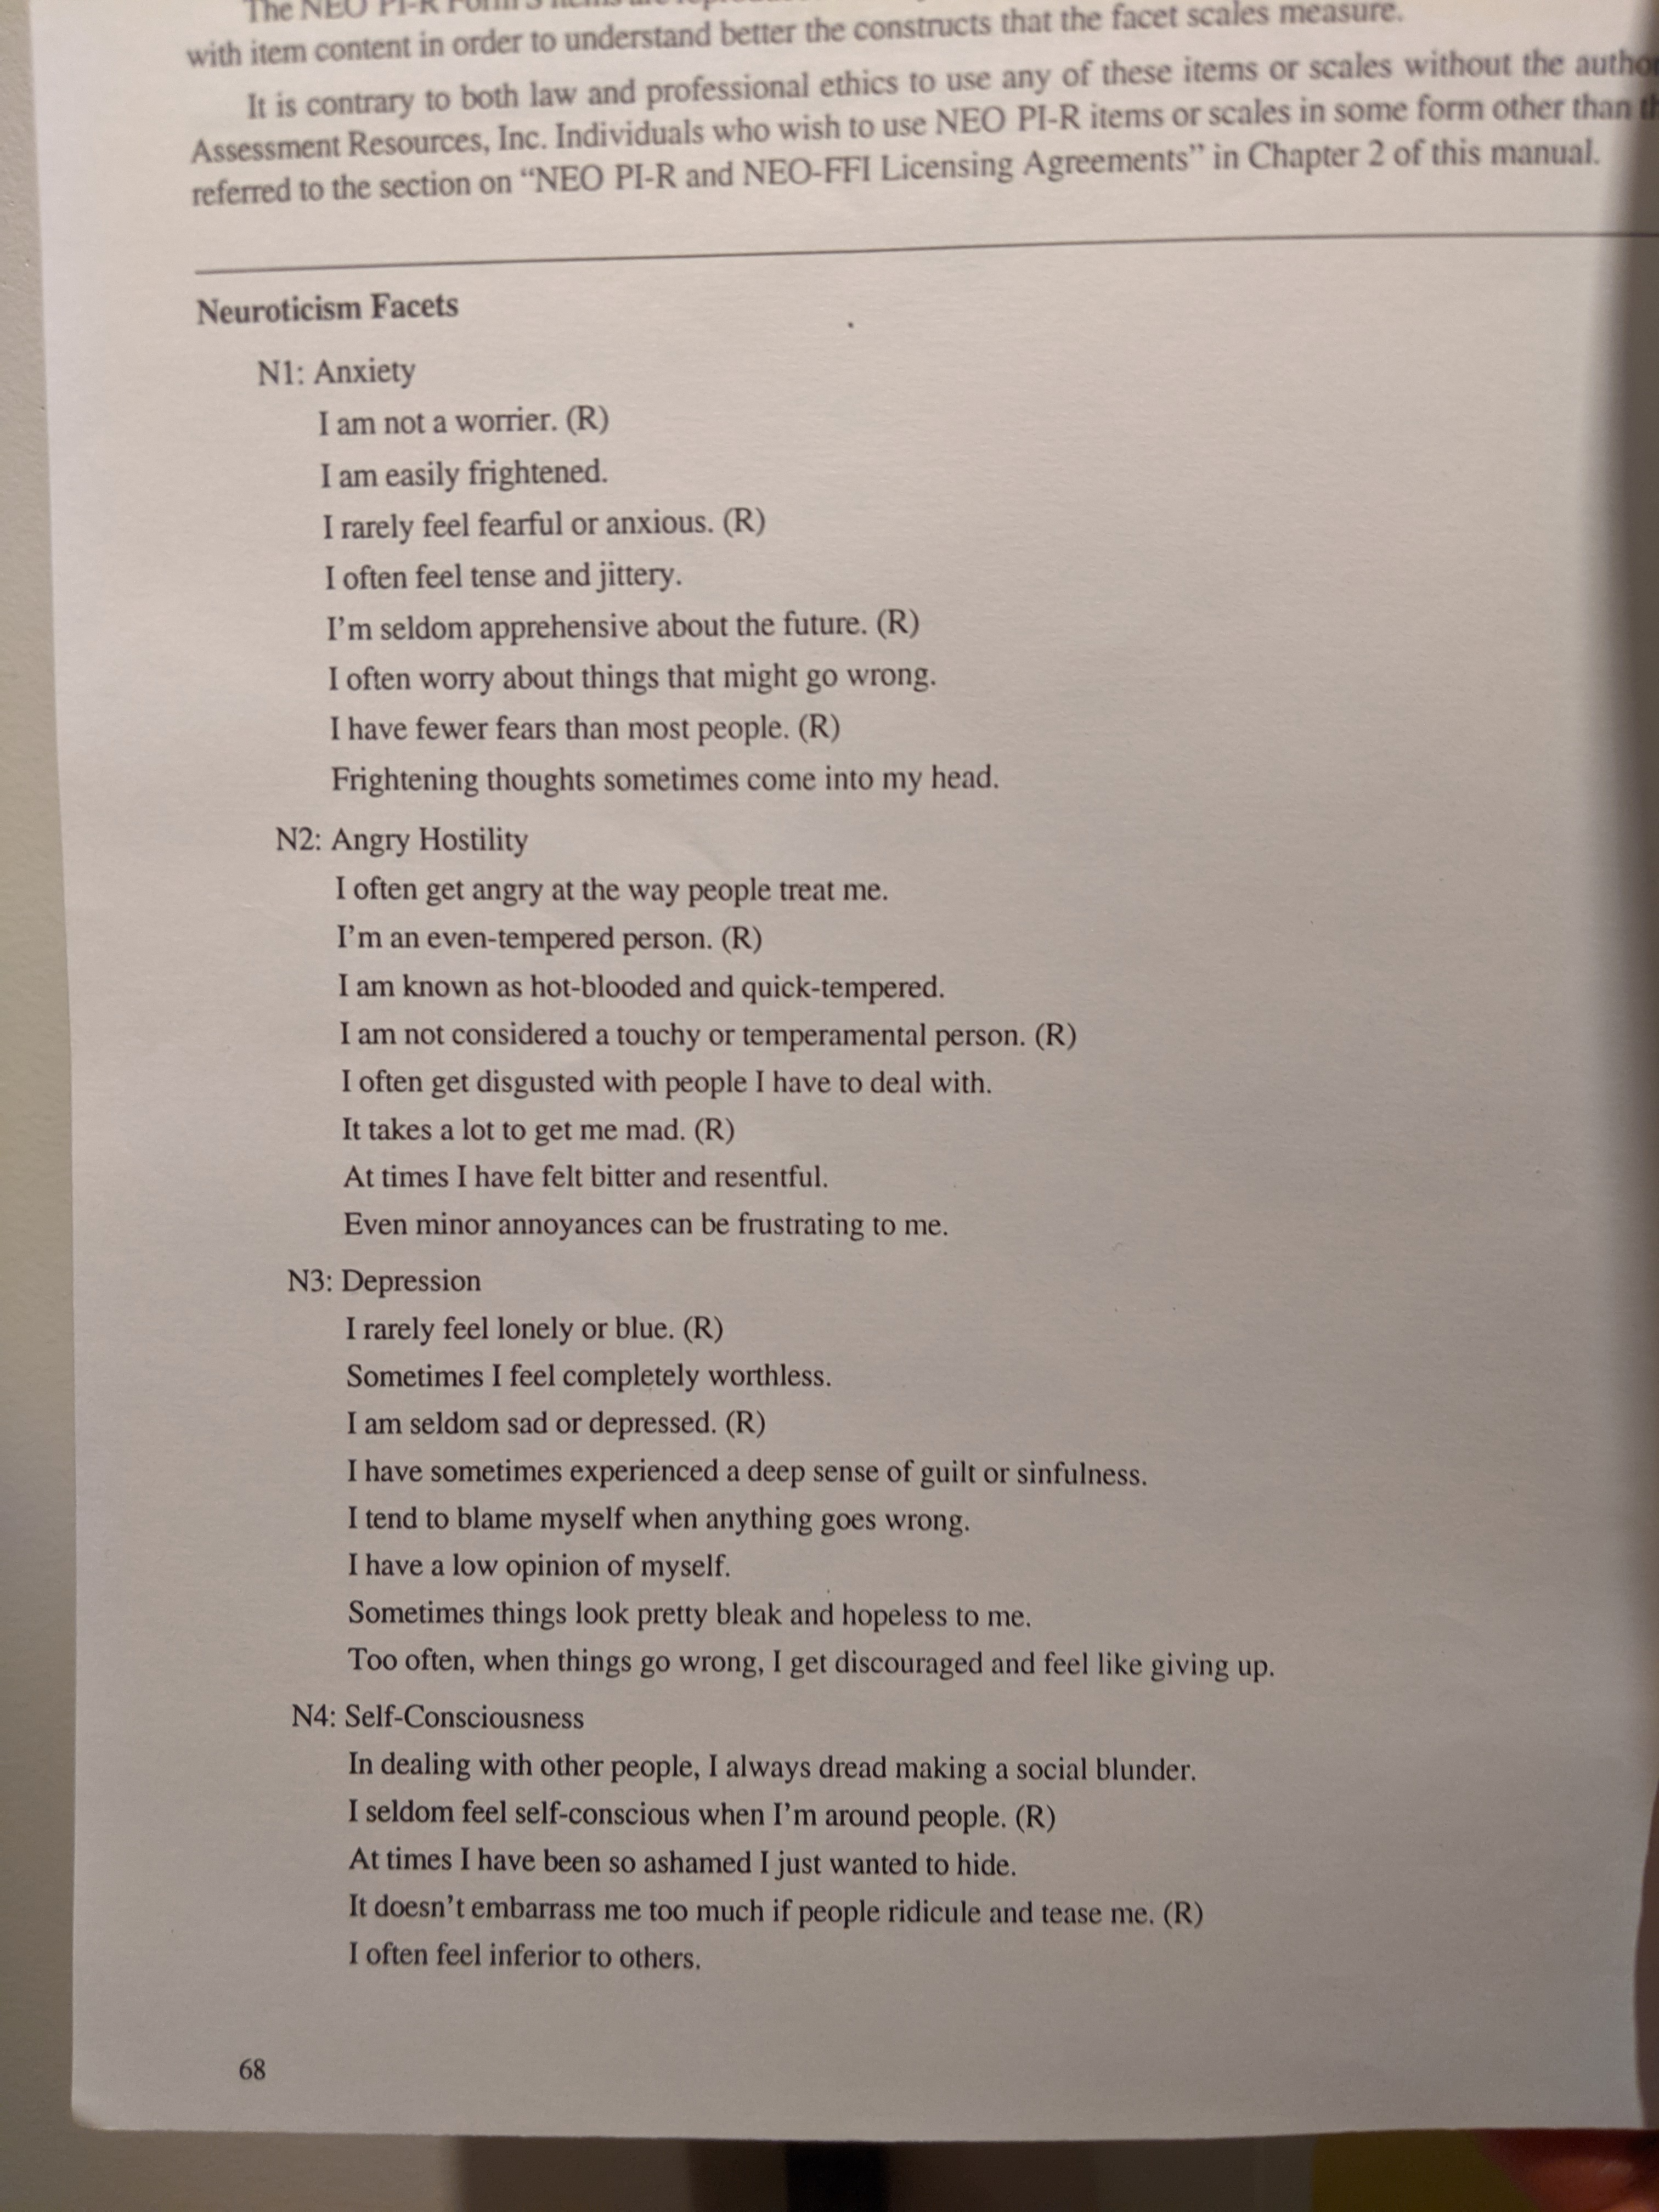 The NEO PI-R Form S items are
with item content in order to understand better the constructs that the facet scales measure.
It is contrary to both law and professional ethics to use any of these items or scales without the
Assessment Resources, Inc. Individuals who wish to use NEO PI-R items or scales in some form other than
referred to the section on “NEO PI-R and NEO-FFI Licensing Agreements” in Chapter 2 of this manual.
Neuroticism Facets
N1: Anxiety
I am not a worrier. (R)
I am easily frightened.
I rarely feel fearful or anxious. (R)
I often feel tense and jittery.
I’m seldom apprehensive about the future. (R)
I often worry about things that might go wrong.
I have fewer fears than most people. (R)
Frightening thoughts sometimes come into my head.
N2: Angry Hostility
I often get angry at the way people treat me.
I’m an even-tempered person. (R)
I am known as hot-blooded and quick-tempered.
I am not considered a touchy or temperamental person. (R)
I often get disgusted with people I have to deal with.
It takes a lot to get me mad. (R)
At times I have felt bitter and resentful.
Even minor annoyances can be frustrating to me.
N3: Depression
I rarely feel lonely or blue. (R)
Sometimes I feel completely worthless.
I am seldom sad or depressed. (R)
I have sometimes experienced a deep sense of guilt or sinfulness.
I tend to blame myself when anything goes wrong.
I have a low opinion of myself.
Sometimes things look pretty bleak and hopeless to me.
Too often, when things go wrong, I get discouraged and feel like giving up.
N4: Self-Consciousness
In dealing with other people, I always dread making a social blunder.
I seldom feel self-conscious when I’m around people. (R)
At times I have been so ashamed I just wanted to hide.
It doesn’t embarrass me too much if people ridicule and tease me. (R)
I often feel inferior to others.
68